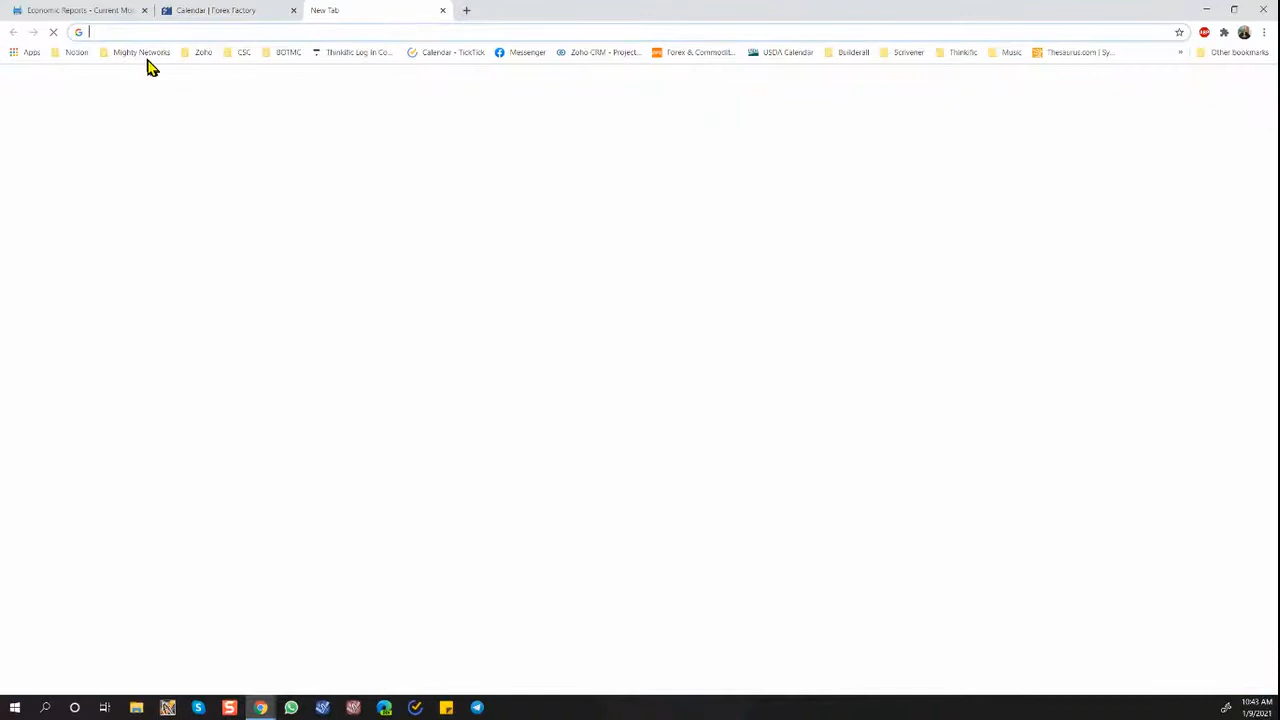 Economic Reports - Current Mo... Calendar | Forex Factory New Tab
Apps Notion Mighty Networks Zoho CSC BOTMC Thinkific Log In Co... Calendar - TickTick Messenger Zoho CRM - Project... Forex & Commodit... USDA Calendar Builderall Scrivener Thinkific Music Thesaurus.com | Sy... » Other bookmarks
10:43 AM
1/9/2021